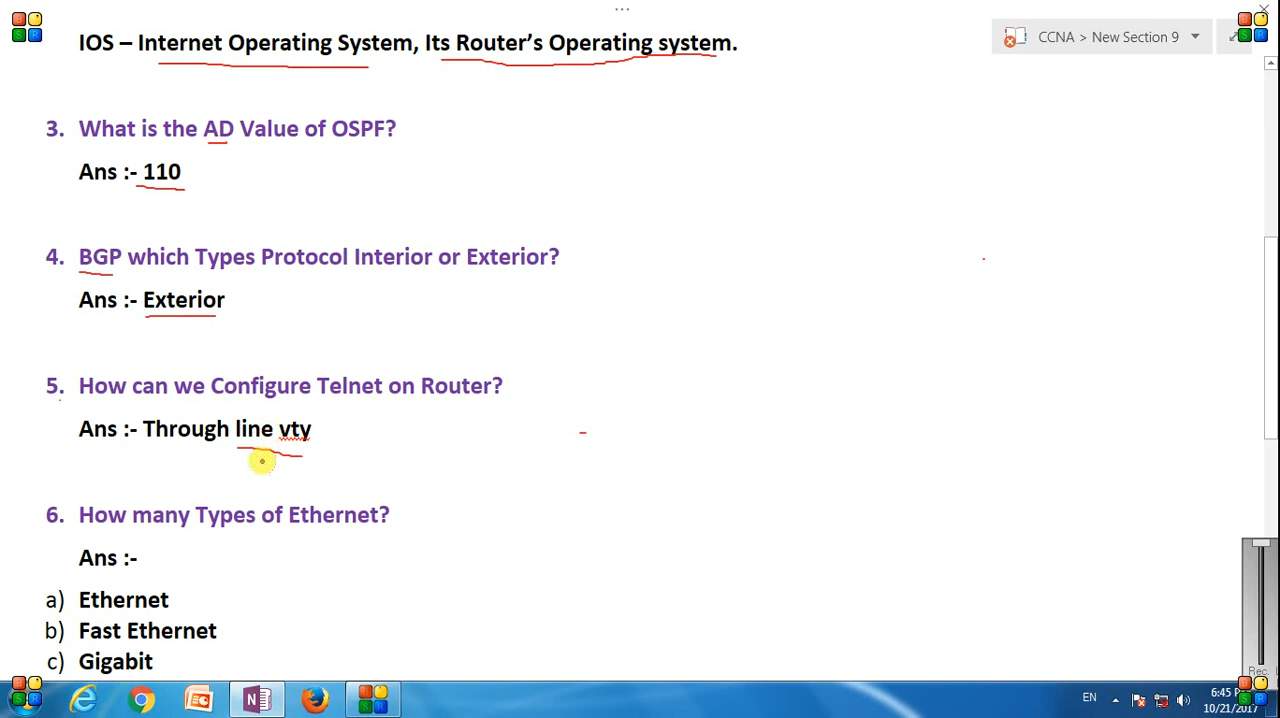 ...
IOS – Internet Operating System, Its Router's Operating system.
CCNA > New Section 9
3. What is the AD Value of OSPF?
Ans :- 110
4. BGP which Types Protocol Interior or Exterior?
Ans :- Exterior
5. How can we Configure Telnet on Router?
Ans :- Through line vty
6. How many Types of Ethernet?
Ans :-
a) Ethernet
b) Fast Ethernet
c) Gigabit
Rec.
EN
6:45 P
10/21/2017